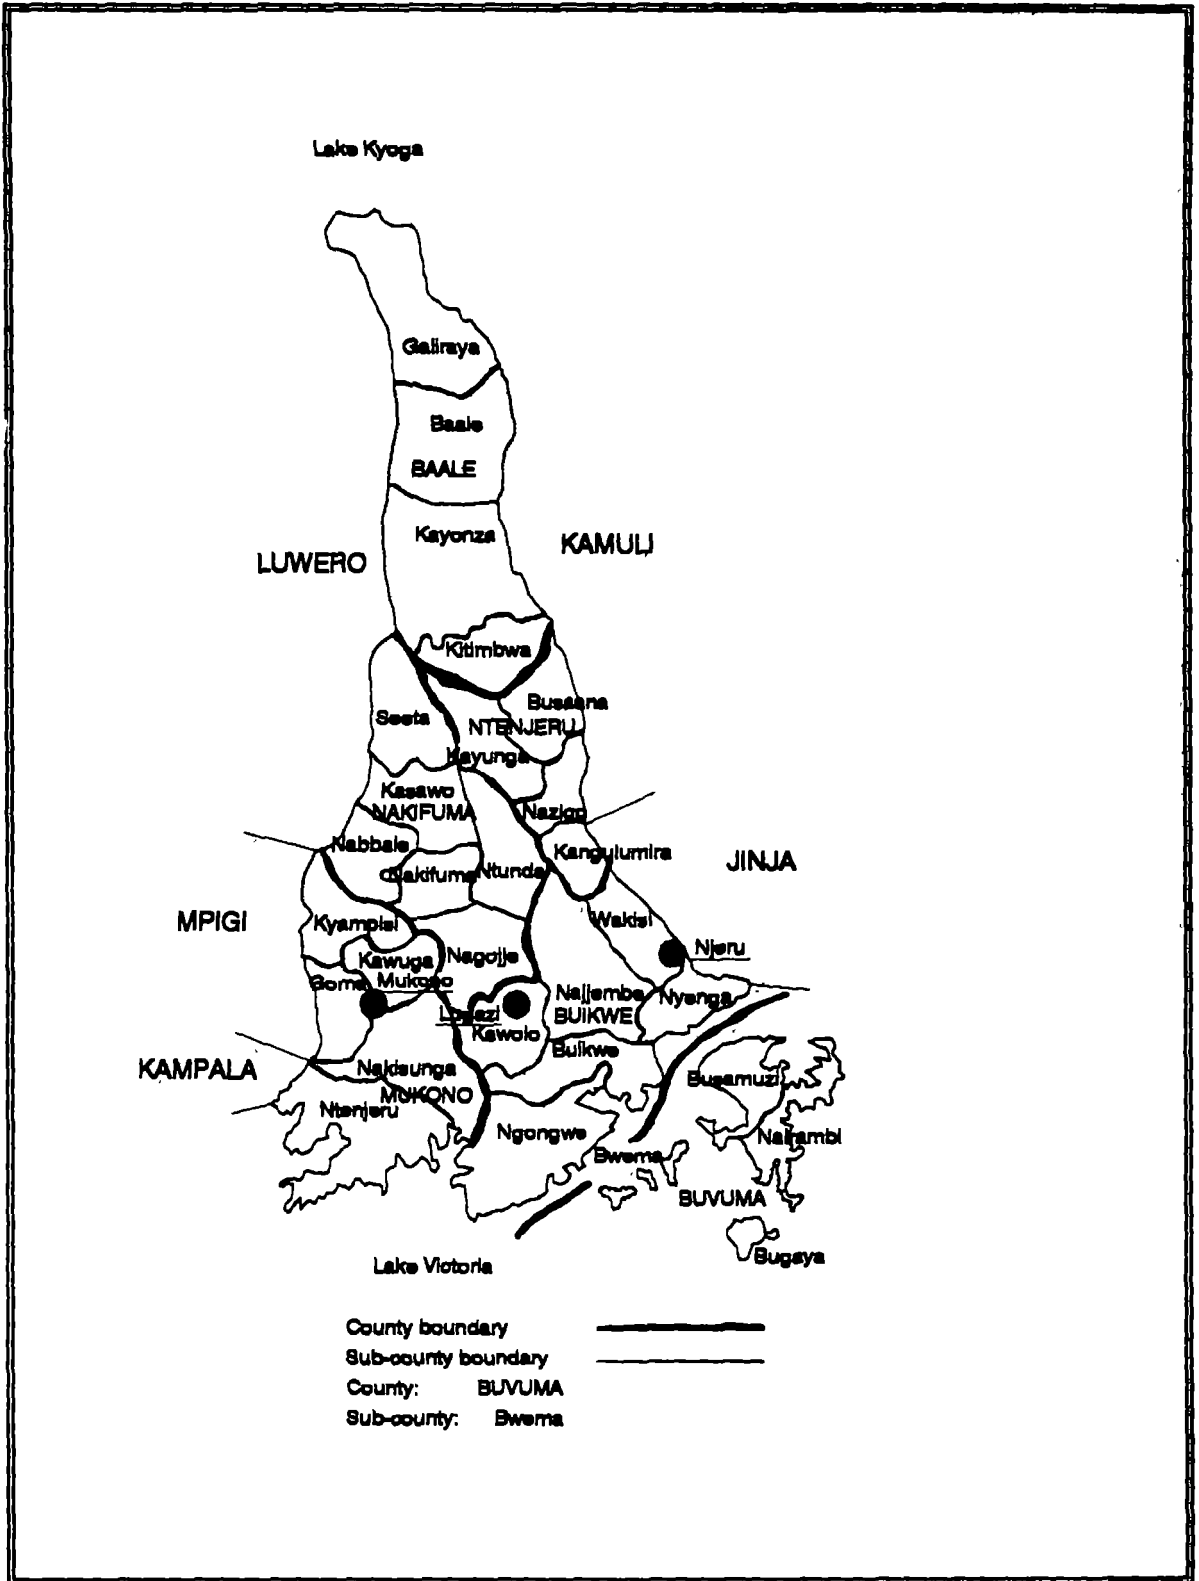 Lake Kyoga
Galiraya
Baale
BAALE
Kayonza
KAMULI
LUWERO
Kitimbwa
Busaana
Seeta
NTENJERU
Kayunga
Kasawo
NAKIFUMA
Nazigo
Nabbale
Kangulumira
JINJA
Nakifuma
Ntunda
MPIGI
Kyampisi
Wakisi
Kawuga
Nagojje
Njeru
Goma
Mukono
Najjembe
Nyenga
Lugazi
BUIKWE
Kawolo
Buikwe
KAMPALA
Nakisunga
Busamuzi
MUKONO
Ntenjeru
Ngongwe
Nairambi
Bwema
BUVUMA
Bugaya
Lake Victoria
County boundary
Sub-county boundary
County: BUVUMA
Sub-county: Bwema